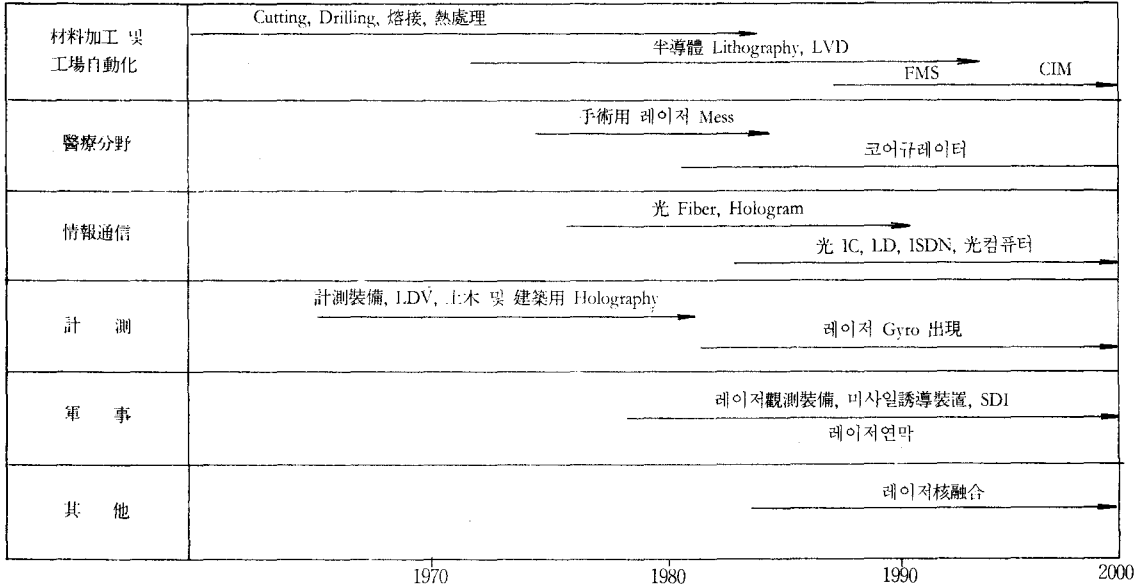 材料加工 및
工場自動化
Cutting, Drilling, 熔接, 熱處理
半導體 Lithography, LVD
FMS CIM
醫療分野
手術用 레이저 Mess
코어규레이터
情報通信
光 Fiber, Hologram
光 IC, LD, ISDN, 光컴퓨터
計 測
計測裝備, LDV, 土木 및 建築用 Holography
레이저 Gyro 出現
軍 事
레이저觀測裝備, 미사일誘導裝置, SDI
레이저연막
其 他
레이저核融合
1970 1980 1990 2000